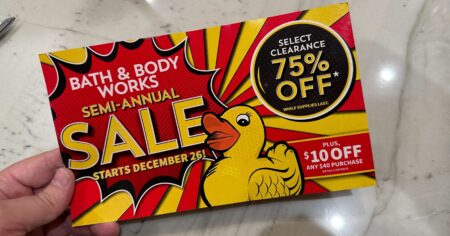 BATH & BODY
WORKS
SEMI-ANNUAL
SALE
STARTS DECEMBER 26!
SELECT
CLEARANCE
75%
OFF*
WHILE SUPPLIES LAST.
PLUS,
$10 OFF
ANY $40 PURCHASE